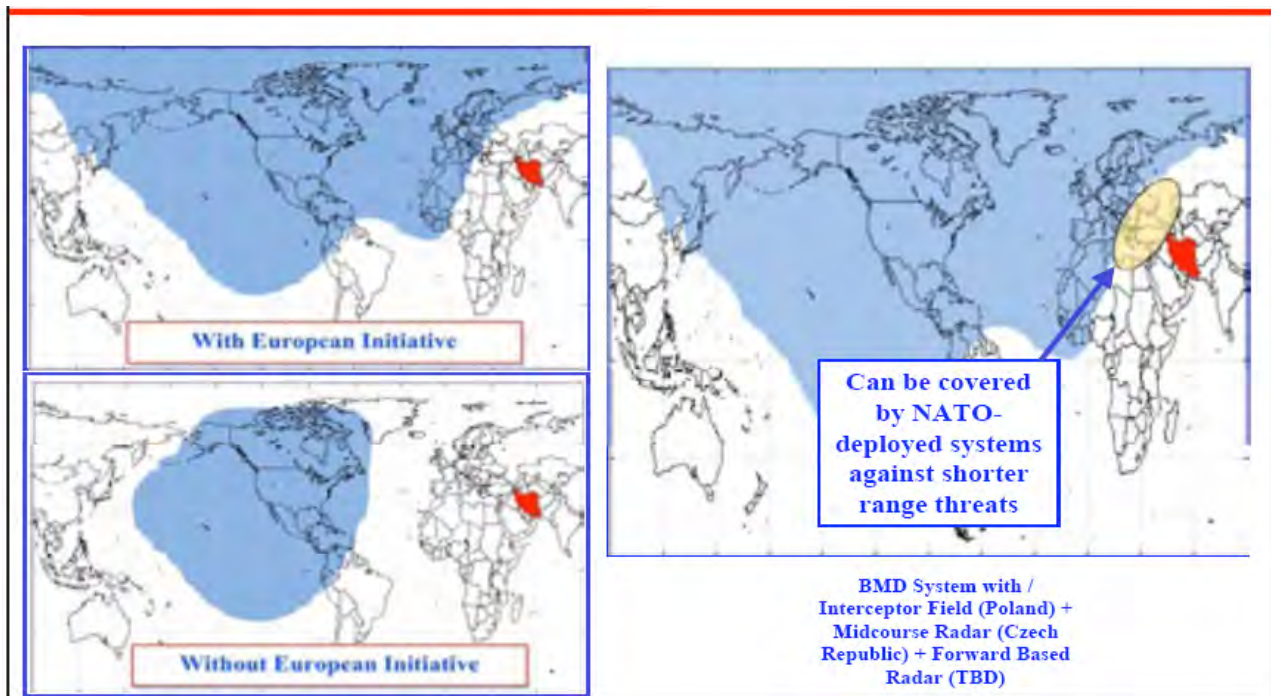 With European Initiative
Without European Initiative
Can be covered
by NATO-
deployed systems
against shorter
range threats
BMD System with /
Interceptor Field (Poland) +
Midcourse Radar (Czech
Republic) + Forward Based
Radar (TBD)